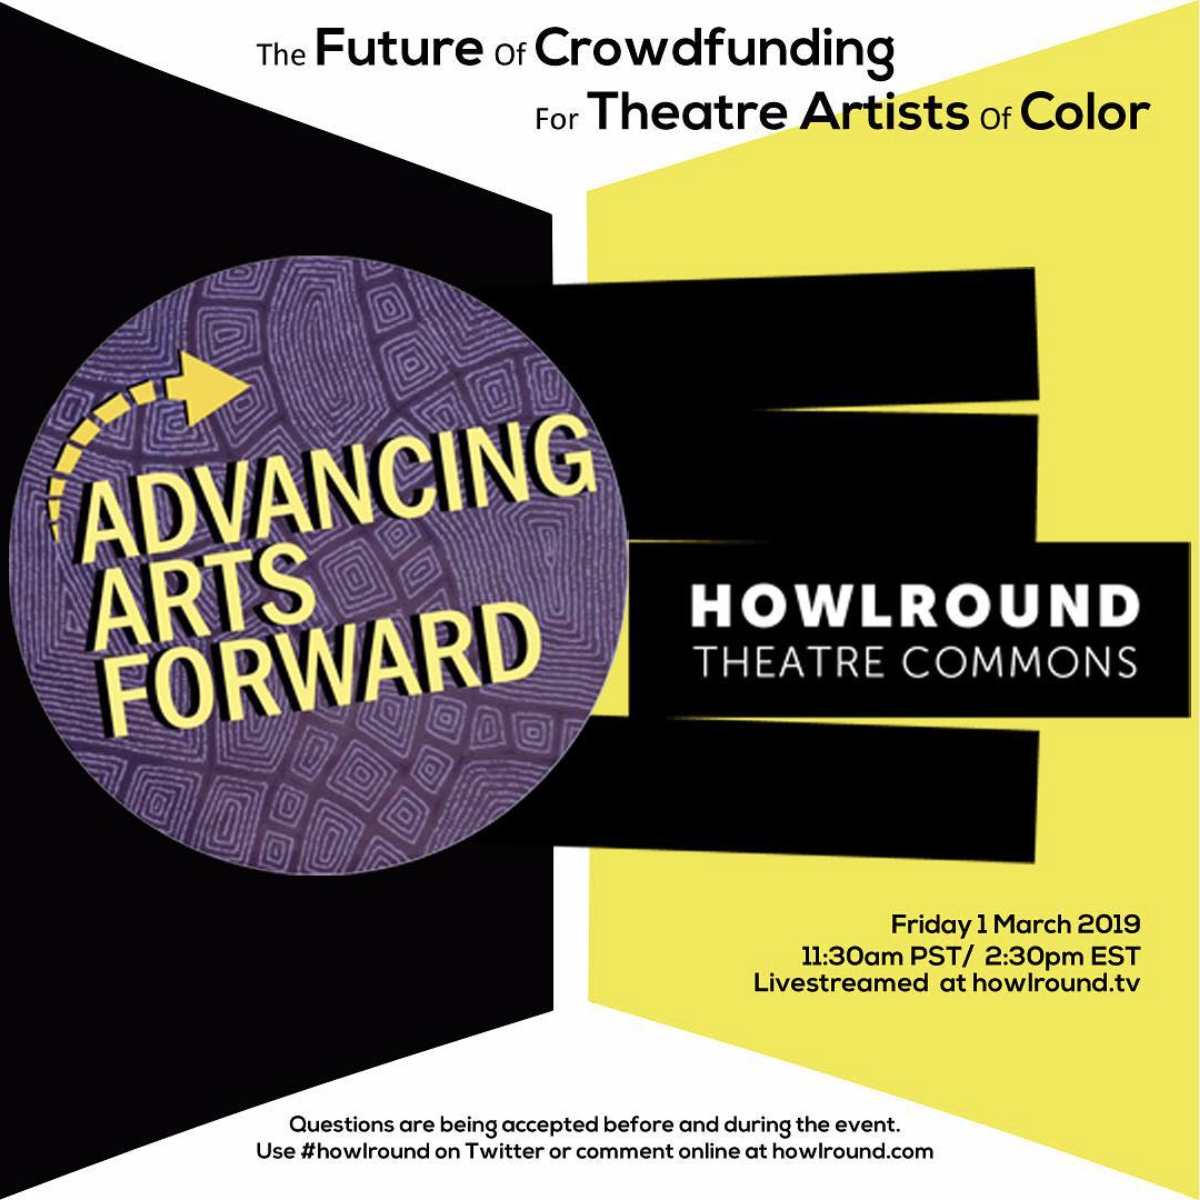 The Future Of Crowdfunding
For Theatre Artists Of Color
ADVANCING
ARTS
FORWARD
HOWLROUND
THEATRE COMMONS
Friday 1 March 2019
11:30am PST/ 2:30pm EST
Livestreamed at howlround.tv
Questions are being accepted before and during the event.
Use #howlround on Twitter or comment online at howlround.com